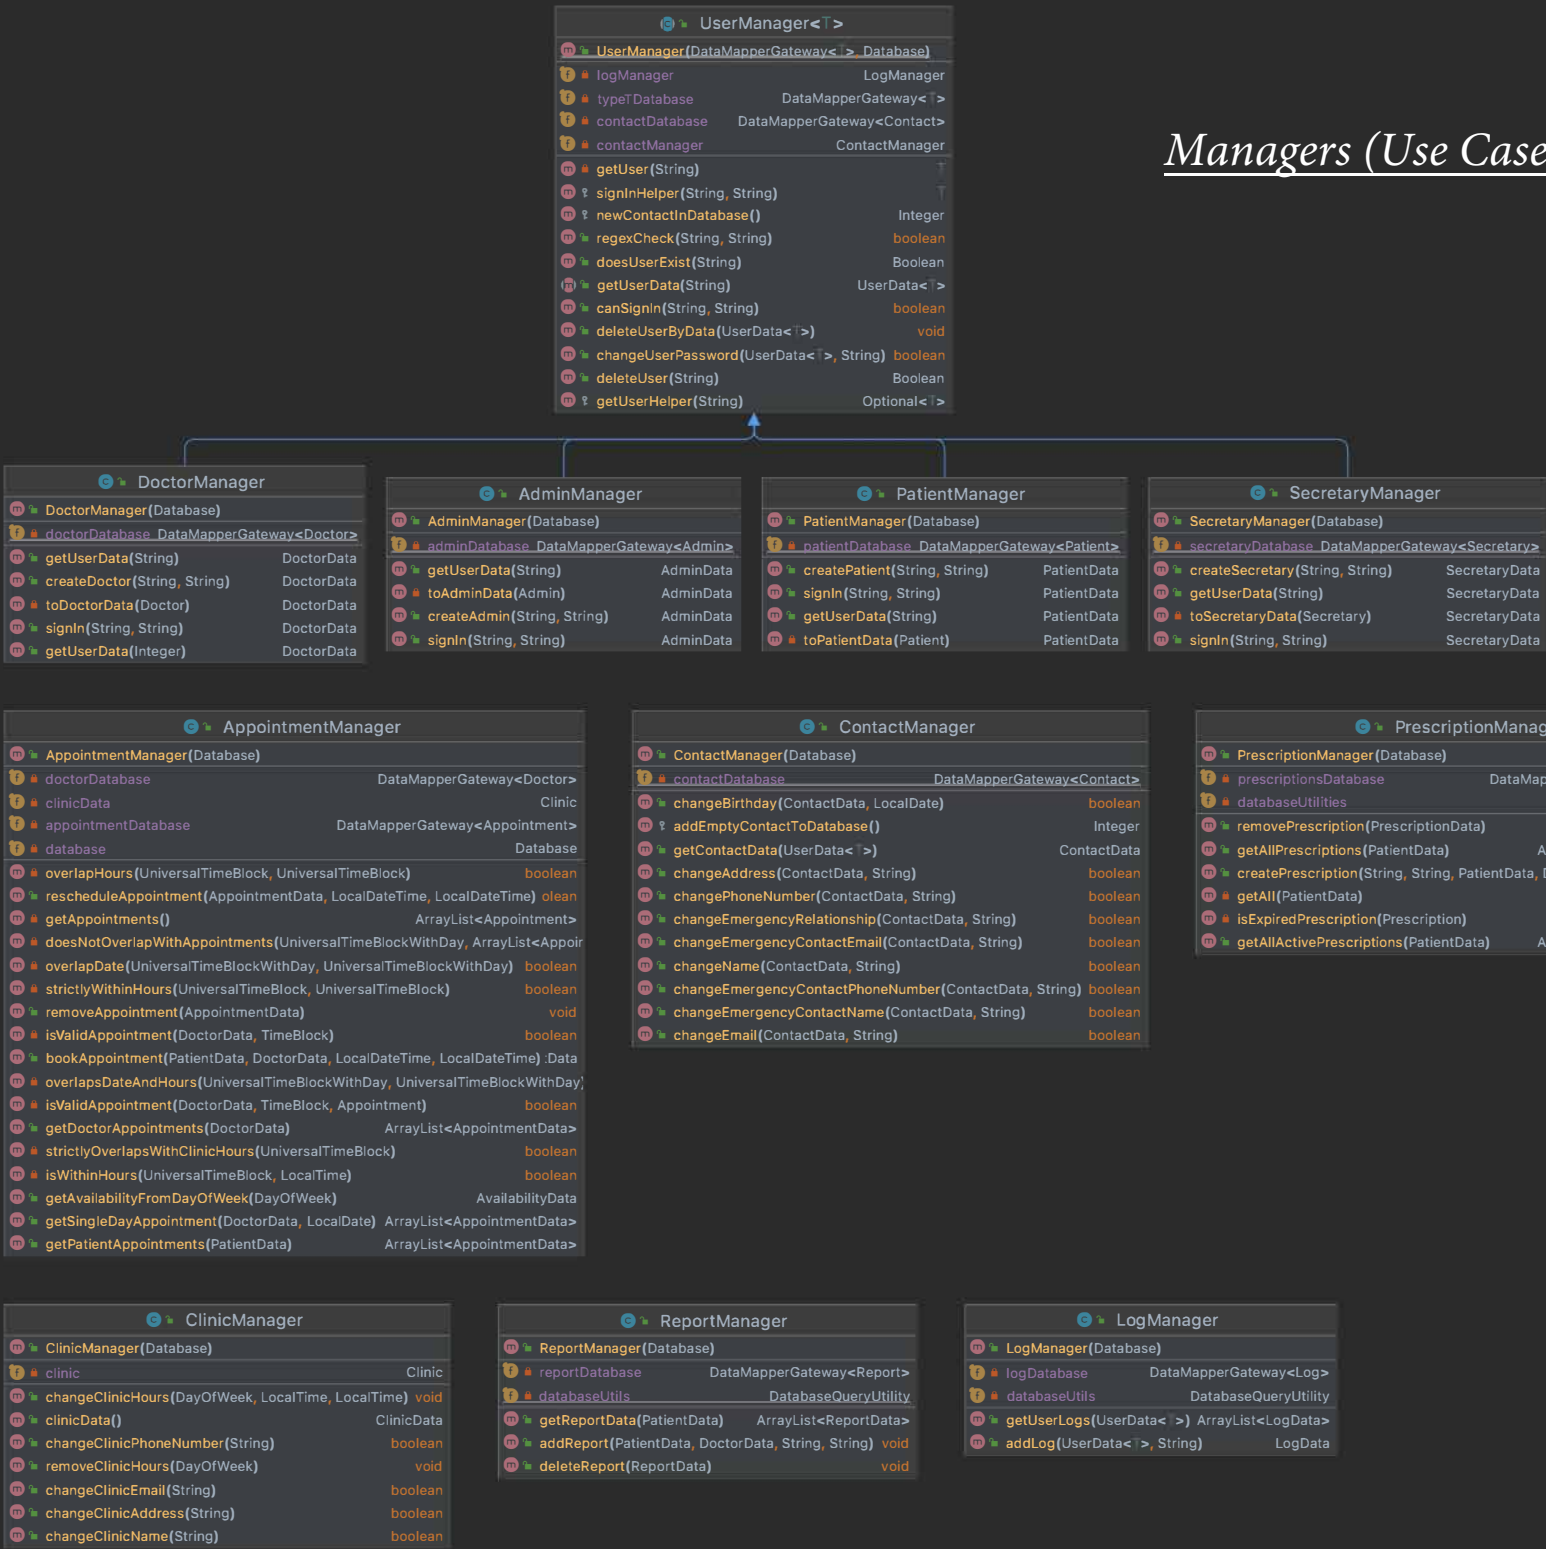 UserManager<T>
UserManager(DataMapperGateway<T>, Database)
logManager LogManager
typeTDatabase DataMapperGateway<T>
contactDatabase DataMapperGateway<Contact>
contactManager ContactManager
getUser(String) T
signInHelper(String, String) T
newContactInDatabase() Integer
regexCheck(String, String) boolean
doesUserExist(String) Boolean
getUserData(String) UserData<T>
canSignIn(String, String) boolean
deleteUserByData(UserData<T>) void
changeUserPassword(UserData<T>, String) boolean
deleteUser(String) Boolean
getUserHelper(String) Optional<T>
Managers (Use Case
DoctorManager
DoctorManager(Database)
doctorDatabase DataMapperGateway<Doctor>
getUserData(String) DoctorData
createDoctor(String, String) DoctorData
toDoctorData(Doctor) DoctorData
signIn(String, String) DoctorData
getUserData(Integer) DoctorData
AdminManager
AdminManager(Database)
adminDatabase DataMapperGateway<Admin>
getUserData(String) AdminData
toAdminData(Admin) AdminData
createAdmin(String, String) AdminData
signIn(String, String) AdminData
PatientManager
PatientManager(Database)
patientDatabase DataMapperGateway<Patient>
createPatient(String, String) PatientData
signIn(String, String) PatientData
getUserData(String) PatientData
toPatientData(Patient) PatientData
SecretaryManager
SecretaryManager(Database)
secretaryDatabase DataMapperGateway<Secretary>
createSecretary(String, String) SecretaryData
getUserData(String) SecretaryData
toSecretaryData(Secretary) SecretaryData
signIn(String, String) SecretaryData
AppointmentManager
AppointmentManager(Database)
doctorDatabase DataMapperGateway<Doctor>
clinicData Clinic
appointmentDatabase DataMapperGateway<Appointment>
database Database
overlapHours(UniversalTimeBlock, UniversalTimeBlock) boolean
rescheduleAppointment(AppointmentData, LocalDateTime, LocalDateTime) olean
getAppointments() ArrayList<Appointment>
doesNotOverlapWithAppointments(UniversalTimeBlockWithDay, ArrayList<Appoin
overlapDate(UniversalTimeBlockWithDay, UniversalTimeBlockWithDay) boolean
strictlyWithinHours(UniversalTimeBlock, UniversalTimeBlock) boolean
removeAppointment(AppointmentData) void
isValidAppointment(DoctorData, TimeBlock) boolean
bookAppointment(PatientData, DoctorData, LocalDateTime, LocalDateTime) :Data
overlapsDateAndHours(UniversalTimeBlockWithDay, UniversalTimeBlockWithDay)
isValidAppointment(DoctorData, TimeBlock, Appointment) boolean
getDoctorAppointments(DoctorData) ArrayList<AppointmentData>
strictlyOverlapsWithClinicHours(UniversalTimeBlock) boolean
isWithinHours(UniversalTimeBlock, LocalTime) boolean
getAvailabilityFromDayOfWeek(DayOfWeek) AvailabilityData
getSingleDayAppointment(DoctorData, LocalDate) ArrayList<AppointmentData>
getPatientAppointments(PatientData) ArrayList<AppointmentData>
ContactManager
ContactManager(Database)
contactDatabase DataMapperGateway<Contact>
changeBirthday(ContactData, LocalDate) boolean
addEmptyContactToDatabase() Integer
getContactData(UserData<T>) ContactData
changeAddress(ContactData, String) boolean
changePhoneNumber(ContactData, String) boolean
changeEmergencyRelationship(ContactData, String) boolean
changeEmergencyContactEmail(ContactData, String) boolean
changeName(ContactData, String) boolean
changeEmergencyContactPhoneNumber(ContactData, String) boolean
changeEmergencyContactName(ContactData, String) boolean
changeEmail(ContactData, String) boolean
PrescriptionManag
PrescriptionManager(Database)
prescriptionsDatabase DataMap
databaseUtilities
removePrescription(PrescriptionData)
getAllPrescriptions(PatientData) A
createPrescription(String, String, PatientData, D
getAll(PatientData)
isExpiredPrescription(Prescription)
getAllActivePrescriptions(PatientData) A
ClinicManager
ClinicManager(Database)
clinic Clinic
changeClinicHours(DayOfWeek, LocalTime, LocalTime) void
clinicData() ClinicData
changeClinicPhoneNumber(String) boolean
removeClinicHours(DayOfWeek) void
changeClinicEmail(String) boolean
changeClinicAddress(String) boolean
changeClinicName(String) boolean
ReportManager
ReportManager(Database)
reportDatabase DataMapperGateway<Report>
databaseUtils DatabaseQueryUtility
getReportData(PatientData) ArrayList<ReportData>
addReport(PatientData, DoctorData, String, String) void
deleteReport(ReportData) void
LogManager
LogManager(Database)
logDatabase DataMapperGateway<Log>
databaseUtils DatabaseQueryUtility
getUserLogs(UserData<T>) ArrayList<LogData>
addLog(UserData<T>, String) LogData